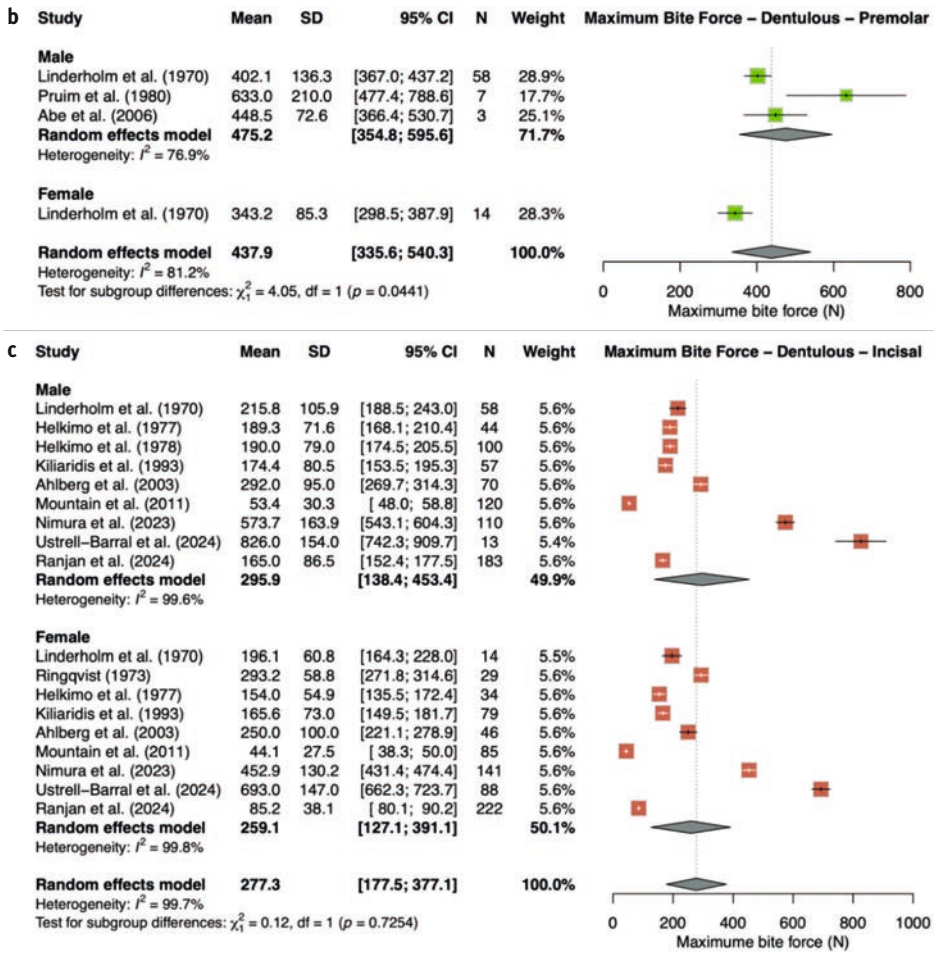 b Study Mean SD 95% CI N Weight Maximum Bite Force – Dentulous – Premolar
Male
Linderholm et al. (1970) 402.1 136.3 [367.0; 437.2] 58 28.9%
Pruim et al. (1980) 633.0 210.0 [477.4; 788.6] 7 17.7%
Abe et al. (2006) 448.5 72.6 [366.4; 530.7] 3 25.1%
Random effects model 475.2 [354.8; 595.6] 71.7%
Heterogeneity: I² = 76.9%
Female
Linderholm et al. (1970) 343.2 85.3 [298.5; 387.9] 14 28.3%
Random effects model 437.9 [335.6; 540.3] 100.0%
Heterogeneity: I² = 81.2%
Test for subgroup differences: χ²₁ = 4.05, df = 1 (p = 0.0441)
0 200 400 600 800
Maximume bite force (N)
c Study Mean SD 95% CI N Weight Maximum Bite Force – Dentulous – Incisal
Male
Linderholm et al. (1970) 215.8 105.9 [188.5; 243.0] 58 5.6%
Helkimo et al. (1977) 189.3 71.6 [168.1; 210.4] 44 5.6%
Helkimo et al. (1978) 190.0 79.0 [174.5; 205.5] 100 5.6%
Kiliaridis et al. (1993) 174.4 80.5 [153.5; 195.3] 57 5.6%
Ahlberg et al. (2003) 292.0 95.0 [269.7; 314.3] 70 5.6%
Mountain et al. (2011) 53.4 30.3 [ 48.0; 58.8] 120 5.6%
Nimura et al. (2023) 573.7 163.9 [543.1; 604.3] 110 5.6%
Ustrell–Barral et al. (2024) 826.0 154.0 [742.3; 909.7] 13 5.4%
Ranjan et al. (2024) 165.0 86.5 [152.4; 177.5] 183 5.6%
Random effects model 295.9 [138.4; 453.4] 49.9%
Heterogeneity: I² = 99.6%
Female
Linderholm et al. (1970) 196.1 60.8 [164.3; 228.0] 14 5.5%
Ringqvist (1973) 293.2 58.8 [271.8; 314.6] 29 5.6%
Helkimo et al. (1977) 154.0 54.9 [135.5; 172.4] 34 5.6%
Kiliaridis et al. (1993) 165.6 73.0 [149.5; 181.7] 79 5.6%
Ahlberg et al. (2003) 250.0 100.0 [221.1; 278.9] 46 5.6%
Mountain et al. (2011) 44.1 27.5 [ 38.3; 50.0] 85 5.6%
Nimura et al. (2023) 452.9 130.2 [431.4; 474.4] 141 5.6%
Ustrell–Barral et al. (2024) 693.0 147.0 [662.3; 723.7] 88 5.6%
Ranjan et al. (2024) 85.2 38.1 [ 80.1; 90.2] 222 5.6%
Random effects model 259.1 [127.1; 391.1] 50.1%
Heterogeneity: I² = 99.8%
Random effects model 277.3 [177.5; 377.1] 100.0%
Heterogeneity: I² = 99.7%
Test for subgroup differences: χ²₁ = 0.12, df = 1 (p = 0.7254)
0 200 400 600 800 1000
Maximume bite force (N)